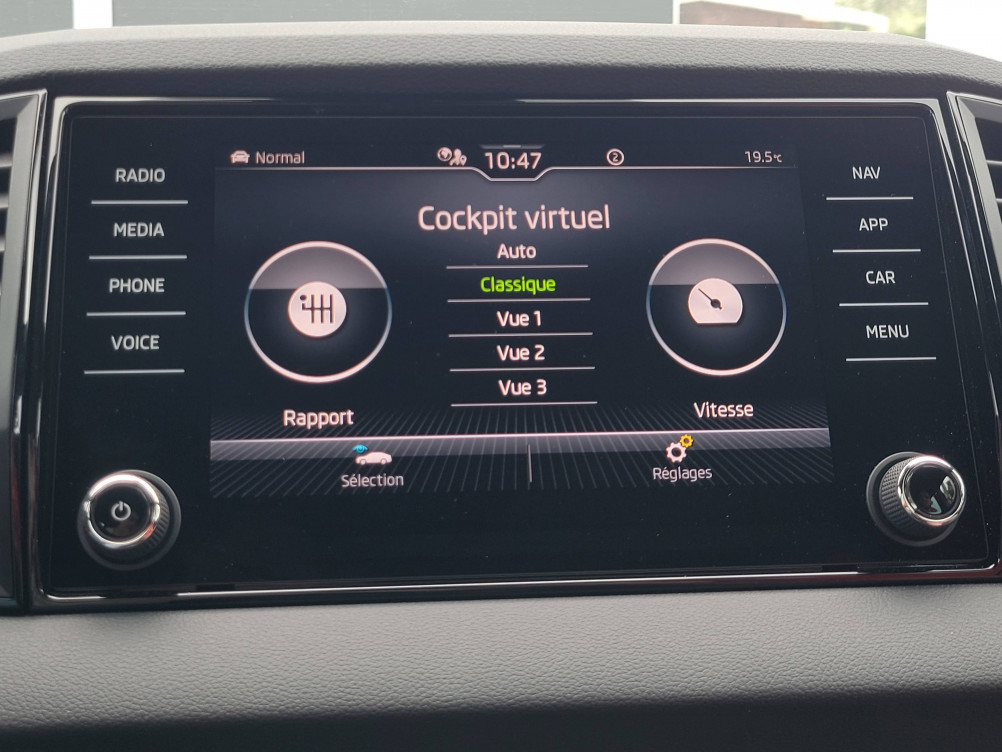 RADIO
MEDIA
PHONE
VOICE
Normal
10:47
2
19.5°C
Cockpit virtuel
Auto
Classique
Vue 1
Vue 2
Vue 3
Rapport
Vitesse
Sélection
Réglages
NAV
APP
CAR
MENU